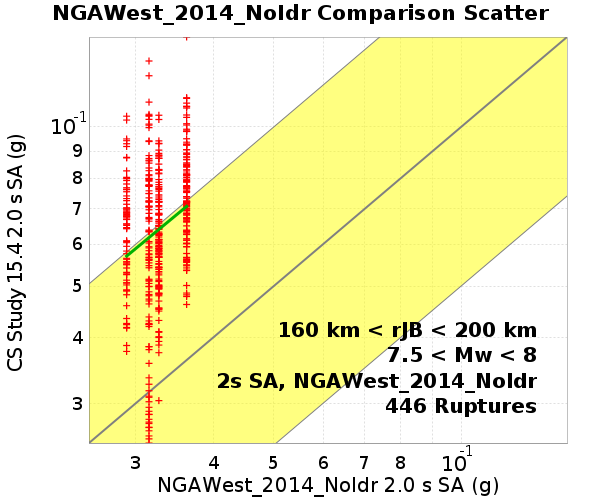 NGAWest_2014_NoIdr Comparison Scatter
CS Study 15.4 2.0 s SA (g)
10-1
9
8
7
6
5
4
3
160 km < rJB < 200 km
7.5 < Mw < 8
2s SA, NGAWest_2014_NoIdr
446 Ruptures
3 4 5 6 7 8 9 10-1
NGAWest_2014_NoIdr 2.0 s SA (g)